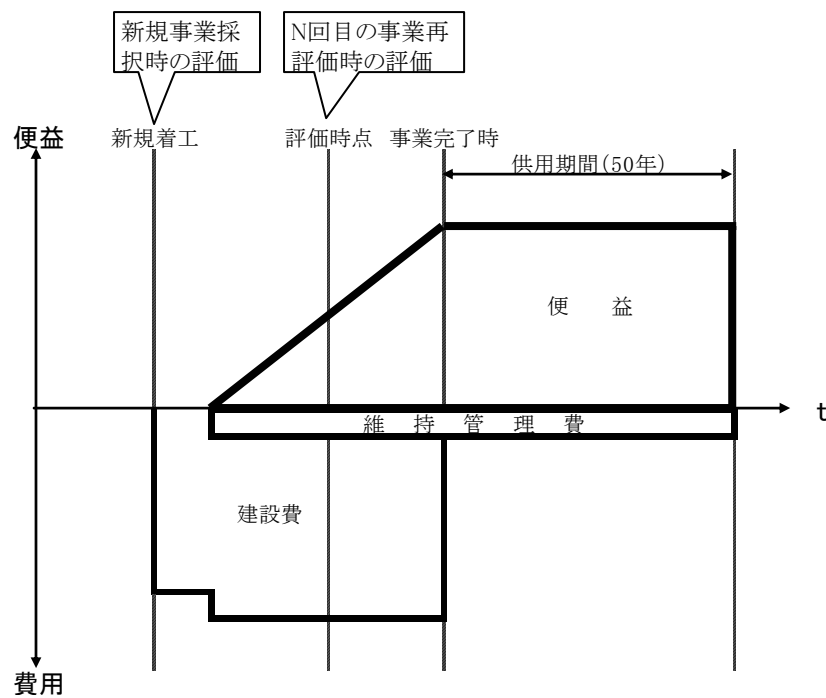 新規事業採
択時の評価
N回目の事業再
評価時の評価
便益
新規着工
評価時点
事業完了時
供用期間(50年)
便　益
t
維　持　管　理　費
建設費
費用